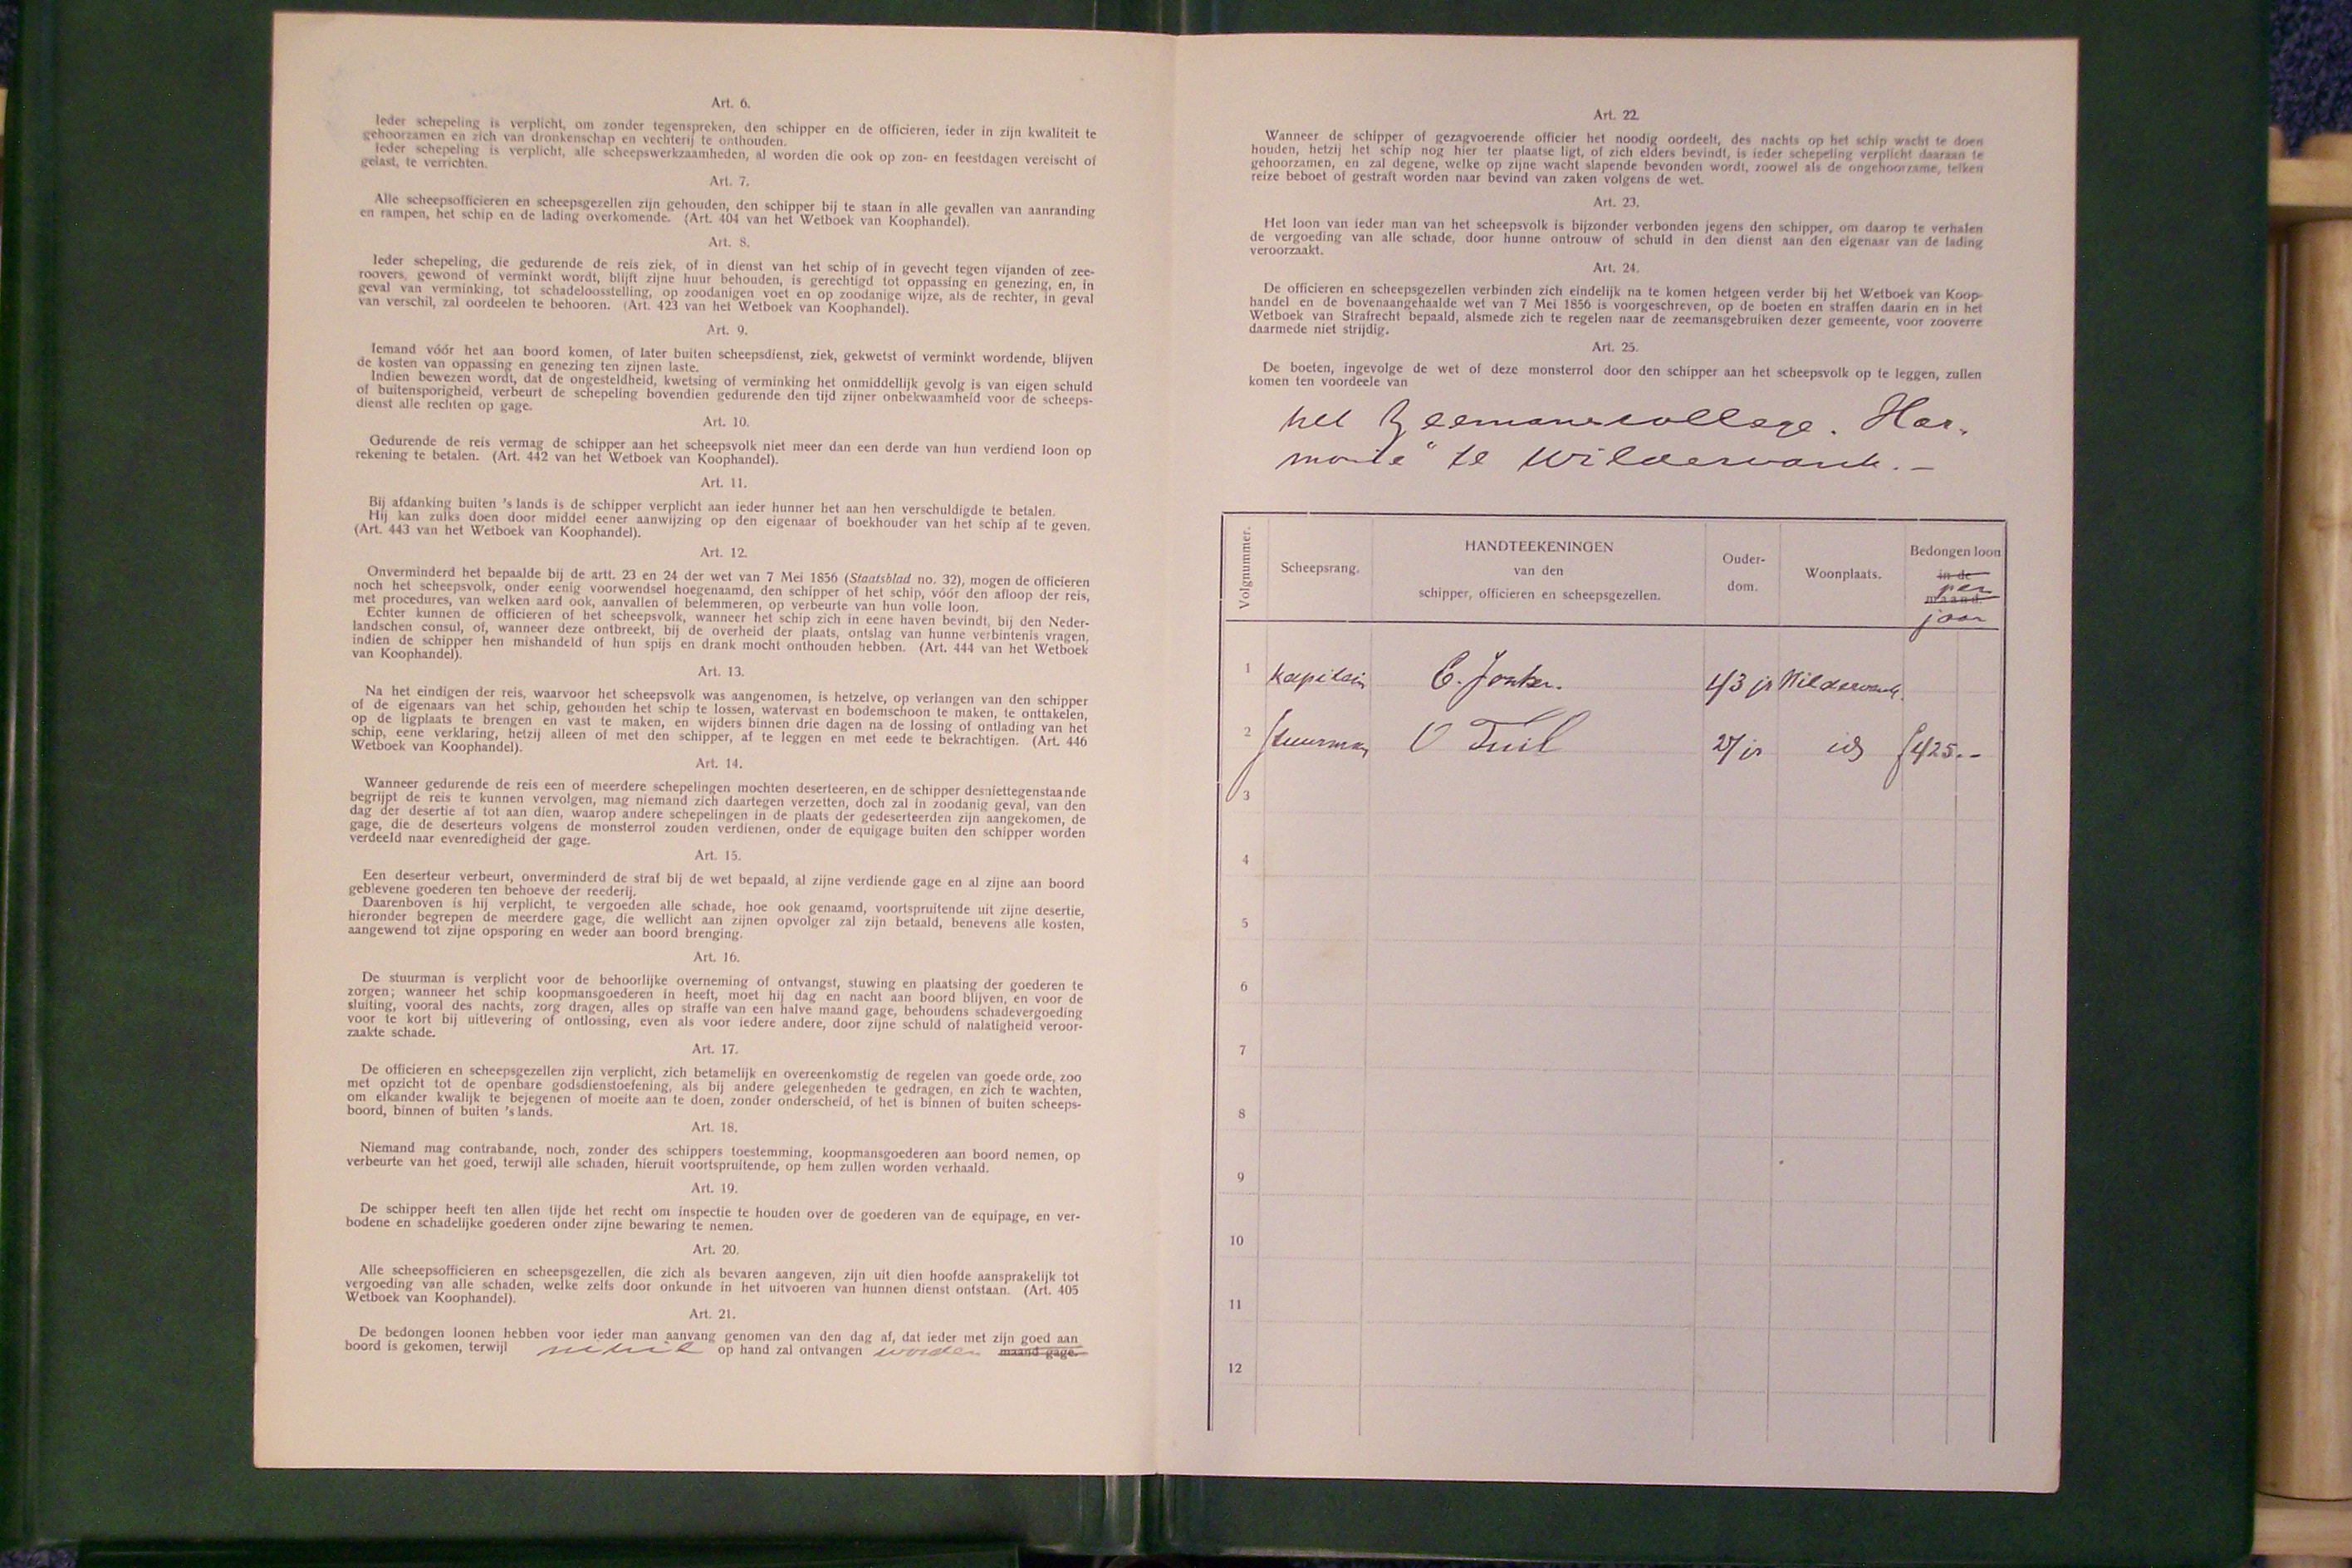 Art. 6.
Ieder schepeling is verplicht, om zonder tegenspreken, den schipper en de officieren, ieder in zijn kwaliteit te
gehoorzamen en zich van dronkenschap en vechterij te onthouden.
Ieder schepeling is verplicht, alle scheepswerkzaamheden, al worden die ook op zon- en feestdagen vereischt of
gelast, te verrichten.
Art. 7.
Alle scheepsofficieren en scheepsgezellen zijn gehouden, den schipper bij te staan in alle gevallen van aanranding
en rampen, het schip en de lading overkomende. (Art. 404 van het Wetboek van Koophandel).
Art. 8.
Ieder schepeling, die gedurende de reis ziek, of in dienst van het schip of in gevecht tegen vijanden of zee-
roovers, gewond of verminkt wordt, blijft zijne huur behouden, is gerechtigd tot oppassing en genezing, en, in
geval van verminking, tot schadeloosstelling, op zoodanigen voet en op zoodanige wijze, als de rechter, in geval
van verschil, zal oordeelen te behooren. (Art. 423 van het Wetboek van Koophandel).
Art. 9.
Iemand vóór het aan boord komen, of later buiten scheepsdienst, ziek, gekwetst of verminkt wordende, blijven
de kosten van oppassing en genezing ten zijnen laste.
Indien bewezen wordt, dat de ongesteldheid, kwetsing of verminking het onmiddellijk gevolg is van eigen schuld
of buitensporigheid, verbeurt de schepeling bovendien gedurende den tijd zijner onbekwaamheid voor de scheeps-
dienst alle rechten op gage.
Art. 10.
Gedurende de reis vermag de schipper aan het scheepsvolk niet meer dan een derde van hun verdiend loon op
rekening te betalen. (Art. 442 van het Wetboek van Koophandel).
Art. 11.
Bij afdanking buiten 's lands is de schipper verplicht aan ieder hunner het aan hen verschuldigde te betalen.
Hij kan zulks doen door middel eener aanwijzing op den eigenaar of boekhouder van het schip af te geven.
(Art. 443 van het Wetboek van Koophandel).
Art. 12.
Onverminderd het bepaalde bij de artt. 23 en 24 der wet van 7 Mei 1856 (Staatsblad no. 32), mogen de officieren
noch het scheepsvolk, onder eenig voorwendsel hoegenaamd, den schipper of het schip, vóór den afloop der reis,
met procedures, van welken aard ook, aanvallen of belemmeren, op verbeurte van hun volle loon.
Echter kunnen de officieren of het scheepsvolk, wanneer het schip zich in eene haven bevindt, bij den Neder-
landschen consul, of, wanneer deze ontbreekt, bij de overheid der plaats, ontslag van hunne verbintenis vragen,
indien de schipper hen mishandeld of hun spijs en drank mocht onthouden hebben. (Art. 444 van het Wetboek
van Koophandel).
Art. 13.
Na het eindigen der reis, waarvoor het scheepsvolk was aangenomen, is hetzelve, op verlangen van den schipper
of de eigenaars van het schip, gehouden het schip te lossen, watervast en bodemschoon te maken, te onttakelen,
op de ligplaats te brengen en vast te maken, en wijders binnen drie dagen na de lossing of ontlading van het
schip, eene verklaring, hetzij alleen of met den schipper, af te leggen en met eede te bekrachtigen. (Art. 446
Wetboek van Koophandel).
Art. 14.
Wanneer gedurende de reis een of meerdere schepelingen mochten deserteeren, en de schipper desniettegenstaande
begrijpt de reis te kunnen vervolgen, mag niemand zich daartegen verzetten, doch zal in zoodanig geval, van den
dag der desertie af tot aan dien, waarop andere schepelingen in de plaats der gedeserteerden zijn aangekomen, de
gage, die de deserteurs volgens de monsterrol zouden verdienen, onder de equigage buiten den schipper worden
verdeeld naar evenredigheid der gage.
Art. 15.
Een deserteur verbeurt, onverminderd de straf bij de wet bepaald, al zijne verdiende gage en al zijne aan boord
geblevene goederen ten behoeve der reederij.
Daarenboven is hij verplicht, te vergoeden alle schade, hoe ook genaamd, voortspruitende uit zijne desertie,
hieronder begrepen de meerdere gage, die wellicht aan zijnen opvolger zal zijn betaald, benevens alle kosten,
aangewend tot zijne opsporing en weder aan boord brenging.
Art. 16.
De stuurman is verplicht voor de behoorlijke overneming of ontvangst, stuwing en plaatsing der goederen te
zorgen; wanneer het schip koopmansgoederen in heeft, moet hij dag en nacht aan boord blijven, en voor de
sluiting, vooral des nachts, zorg dragen, alles op straffe van een halve maand gage, behoudens schadevergoeding
voor te kort bij uitlevering of ontlossing, even als voor iedere andere, door zijne schuld of nalatigheid veroor-
zaakte schade.
Art. 17.
De officieren en scheepsgezellen zijn verplicht, zich betamelijk en overeenkomstig de regelen van goede orde, zoo
met opzicht tot de openbare godsdienstoefening, als bij andere gelegenheden te gedragen, en zich te wachten,
om elkander kwalijk te bejegenen of moeite aan te doen, zonder onderscheid, of het is binnen of buiten scheeps-
boord, binnen of buiten 's lands.
Art. 18.
Niemand mag contrabande, noch, zonder des schippers toestemming, koopmansgoederen aan boord nemen, op
verbeurte van het goed, terwijl alle schaden, hieruit voortspruitende, op hem zullen worden verhaald.
Art. 19.
De schipper heeft ten allen tijde het recht om inspectie te houden over de goederen van de equipage, en ver-
bodene en schadelijke goederen onder zijne bewaring te nemen.
Art. 20.
Alle scheepsofficieren en scheepsgezellen, die zich als bevaren aangeven, zijn uit dien hoofde aansprakelijk tot
vergoeding van alle schaden, welke zelfs door onkunde in het uitvoeren van hunnen dienst ontstaan. (Art. 405
Wetboek van Koophandel).
Art. 21.
De bedongen loonen hebben voor ieder man aanvang genomen van den dag af, dat ieder met zijn goed aan
boord is gekomen, terwijl nihil op hand zal ontvangen worden maand gage.
Art. 22.
Wanneer de schipper of gezagvoerende officier het noodig oordeelt, des nachts op het schip wacht te doen
houden, hetzij het schip nog hier ter plaatse ligt, of zich elders bevindt, is ieder schepeling verplicht daaraan te
gehoorzamen, en zal degene, welke op zijne wacht slapende bevonden wordt, zoowel als de ongehoorzame, telken
reize beboet of gestraft worden naar bevind van zaken volgens de wet.
Art. 23.
Het loon van ieder man van het scheepsvolk is bijzonder verbonden jegens den schipper, om daarop te verhalen
de vergoeding van alle schade, door hunne ontrouw of schuld in den dienst aan den eigenaar van de lading
veroorzaakt.
Art. 24.
De officieren en scheepsgezellen verbinden zich eindelijk na te komen hetgeen verder bij het Wetboek van Koop-
handel en de bovenaangehaalde wet van 7 Mei 1856 is voorgeschreven, op de boeten en straffen daarin en in het
Wetboek van Strafrecht bepaald, alsmede zich te regelen naar de zeemansgebruiken dezer gemeente, voor zooverre
daarmede niet strijdig.
Art. 25.
De boeten, ingevolge de wet of deze monsterrol door den schipper aan het scheepsvolk op te leggen, zullen
komen ten voordeele van
het Zeemanscollege. Har-
monie" te Wildervank. —
Volgnummer.
Scheepsrang.
HANDTEEKENINGEN
van den
schipper, officieren en scheepsgezellen.
Ouder-
dom.
Woonplaats.
Bedongen loon
in de
per
maand.
jaar
1 kapitein C. Jonker. 43 jr Wildervank.
2 Stuurman Tuil 27 jr id f 425.-
3
4
5
6
7
8
9
10
11
12